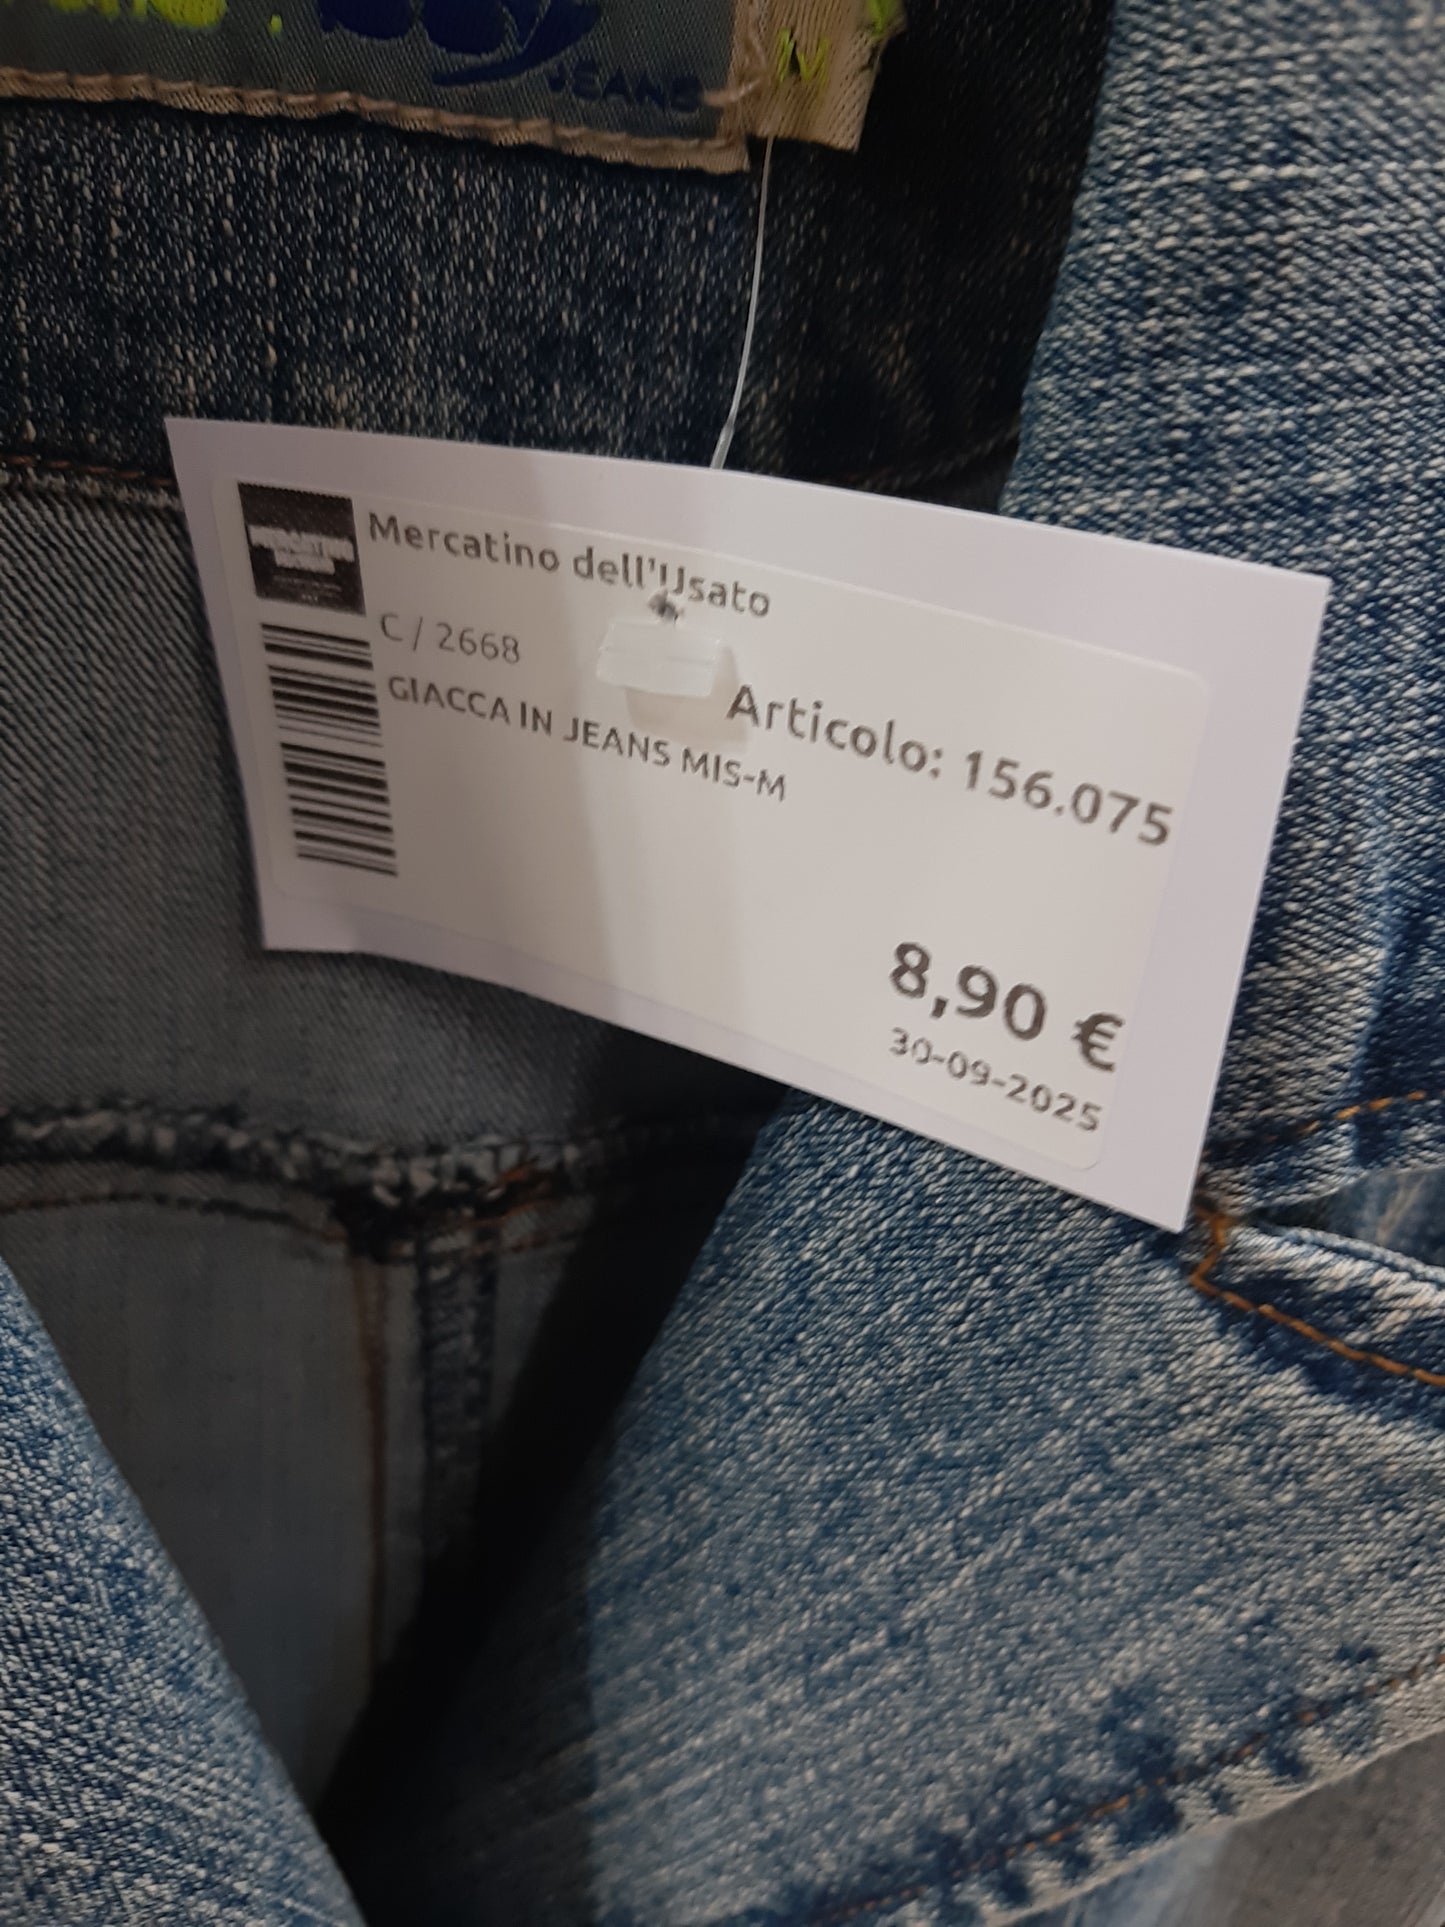 JEANS
Mercatino dell'Usato
C / 2668
Articolo: 156.075
GIACCA IN JEANS MIS-M
8,90 €
30-09-2025